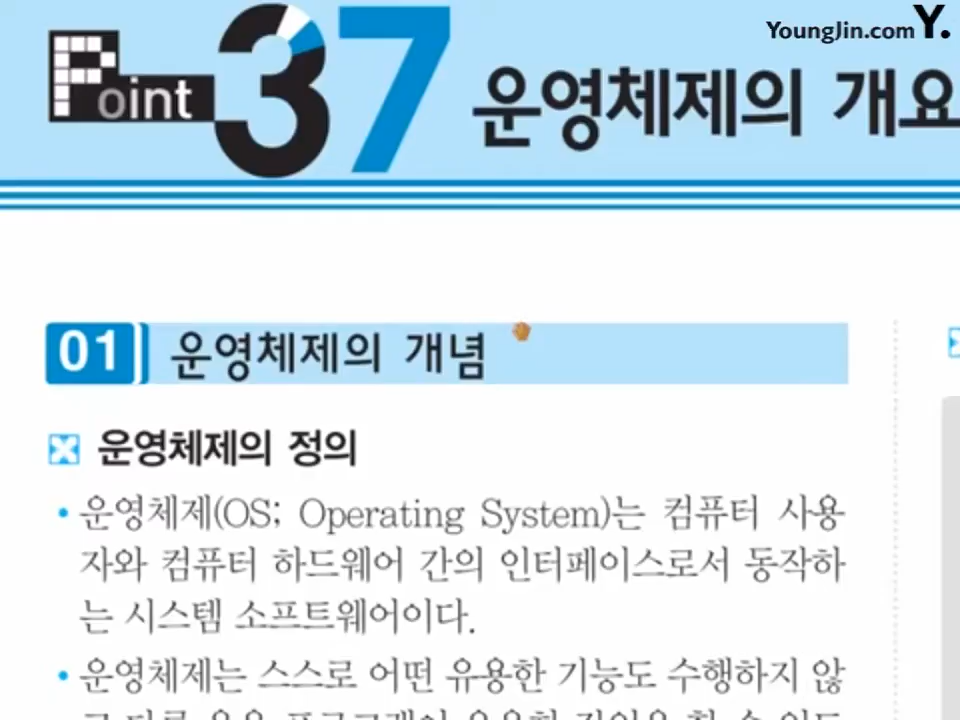 YoungJin.com Y.
Point 37 운영체제의 개요
01 운영체제의 개념
운영체제의 정의
• 운영체제(OS; Operating System)는 컴퓨터 사용
자와 컴퓨터 하드웨어 간의 인터페이스로서 동작하
는 시스템 소프트웨어이다.
• 운영체제는 스스로 어떤 유용한 기능도 수행하지 않